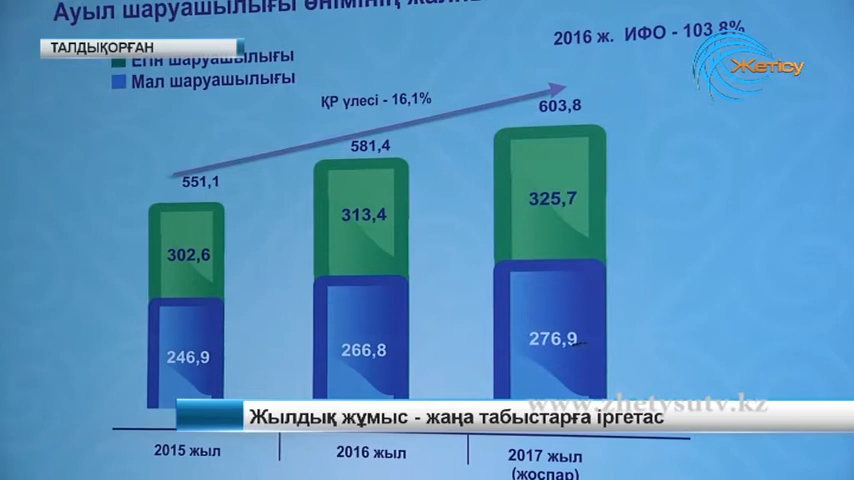 Ауыл шаруашылығы өнімінің
ТАЛДЫҚОРҒАН
2016 ж. ИФО - 103,8%
Жетісу
Егін шаруашылығы
Мал шаруашылығы
ҚР үлесі - 16,1%
603,8
581,4
551,1
325,7
313,4
302,6
276,9
266,8
246,9
www.zhetysutv.kz
Жылдық жұмыс - жаңа табыстарға іргетас
2015 жыл
2016 жыл
2017 жыл
(жоспар)